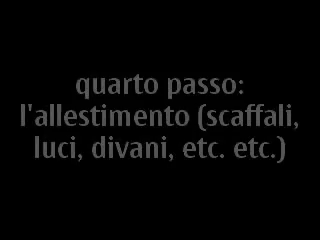 quarto passo:
l'allestimento (scaffali,
luci, divani, etc. etc.)